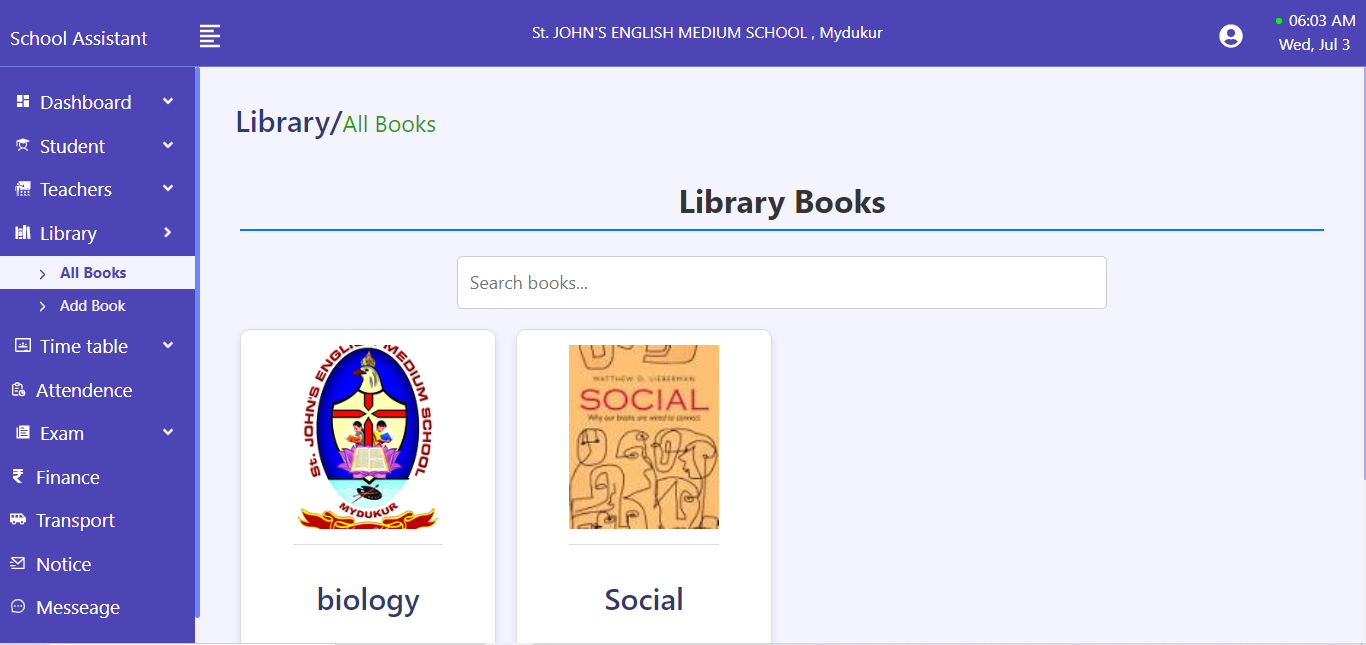 School Assistant
St. JOHN'S ENGLISH MEDIUM SCHOOL , Mydukur
06:03 AM
Wed, Jul 3
Dashboard
Student
Teachers
Library
All Books
Add Book
Time table
Attendence
Exam
Finance
Transport
Notice
Messeage
Library/All Books
Library Books
Search books...
St. JOHN'S ENGLISH MEDIUM SCHOOL
MYDUKUR
biology
MATTHEW D. LIEBERMAN
SOCIAL
Why our brains are wired to connect
Social